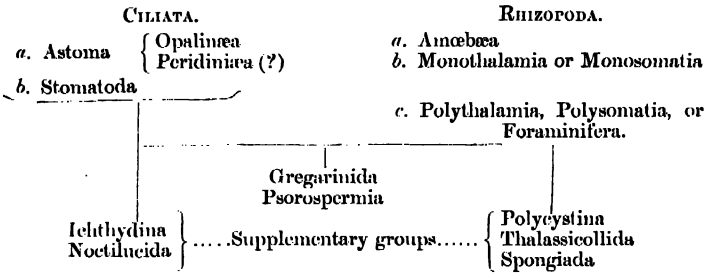 CILIATA.
a. Astoma { Opalinæa
Peridiniæa (?)
b. Stomatoda
RHIZOPODA.
a. Amœbæa
b. Monothalamia or Monosomatia
c. Polythalamia, Polysomatia, or
Foraminifera.
Gregarinida
Psorospermia
Ichthydina
Noctilucida } .....Supplementary groups...... { Polycystina
Thalassicollida
Spongiada